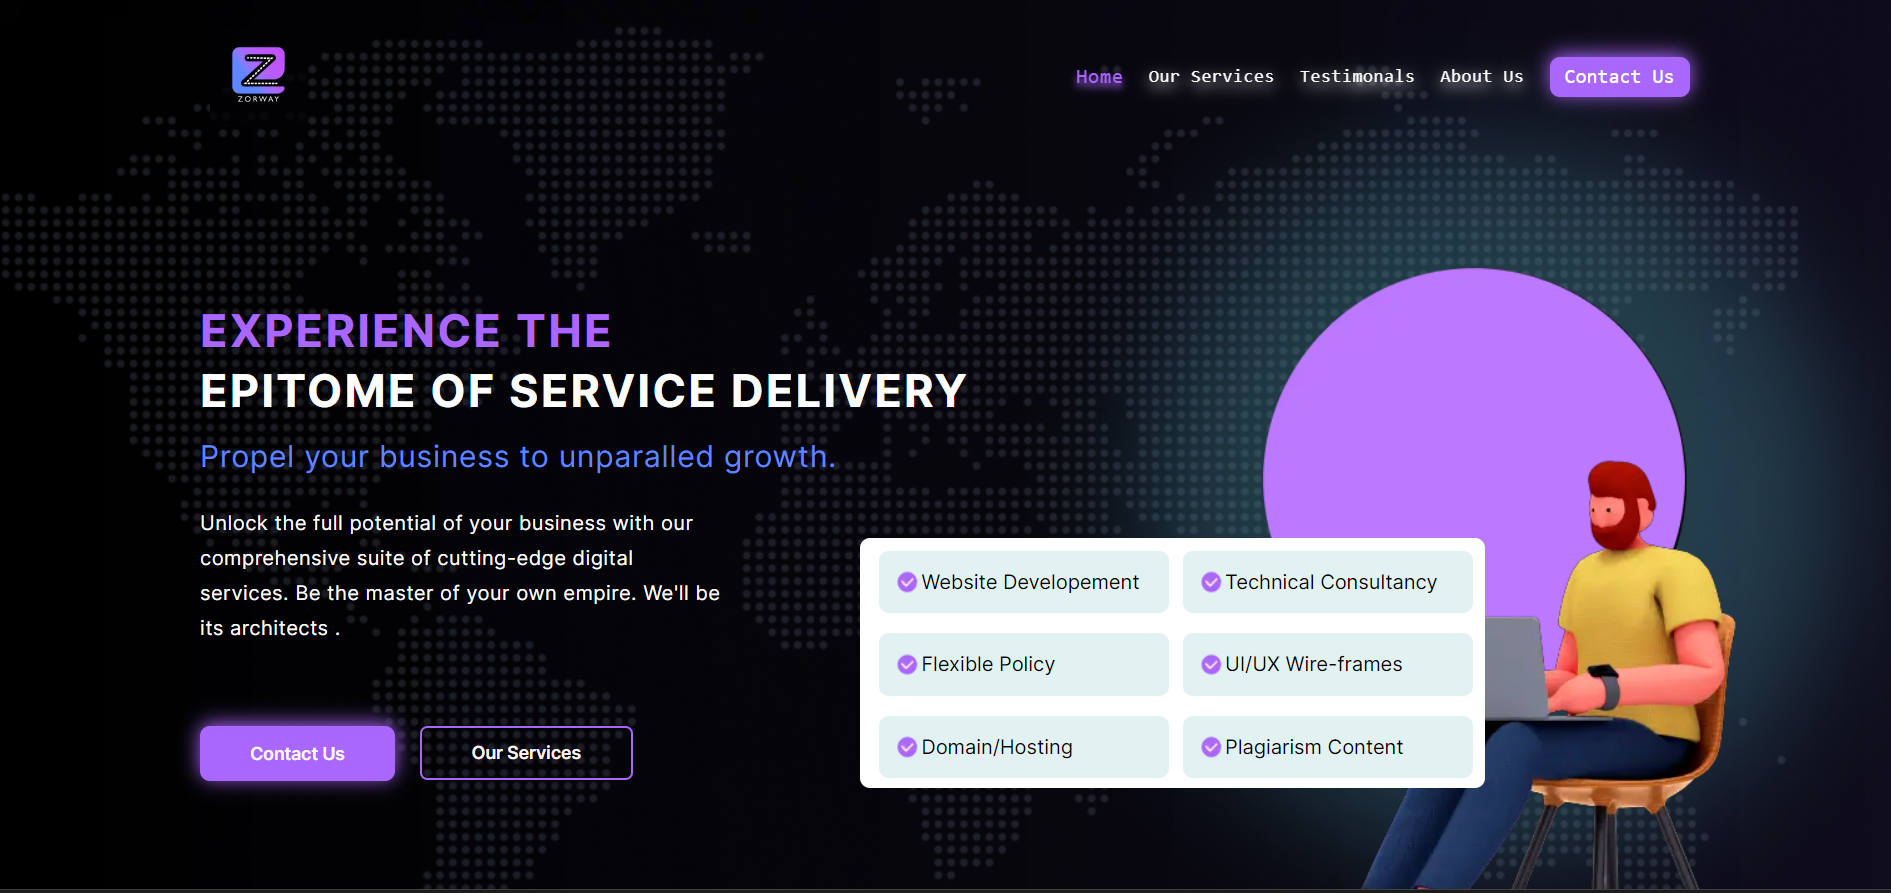 ZORWAY
Home Our Services Testimonals About Us Contact Us
EXPERIENCE THE
EPITOME OF SERVICE DELIVERY
Propel your business to unparalled growth.
Unlock the full potential of your business with our
comprehensive suite of cutting-edge digital
services. Be the master of your own empire. We'll be
its architects .
Contact Us Our Services
Website Developement Technical Consultancy
Flexible Policy UI/UX Wire-frames
Domain/Hosting Plagiarism Content